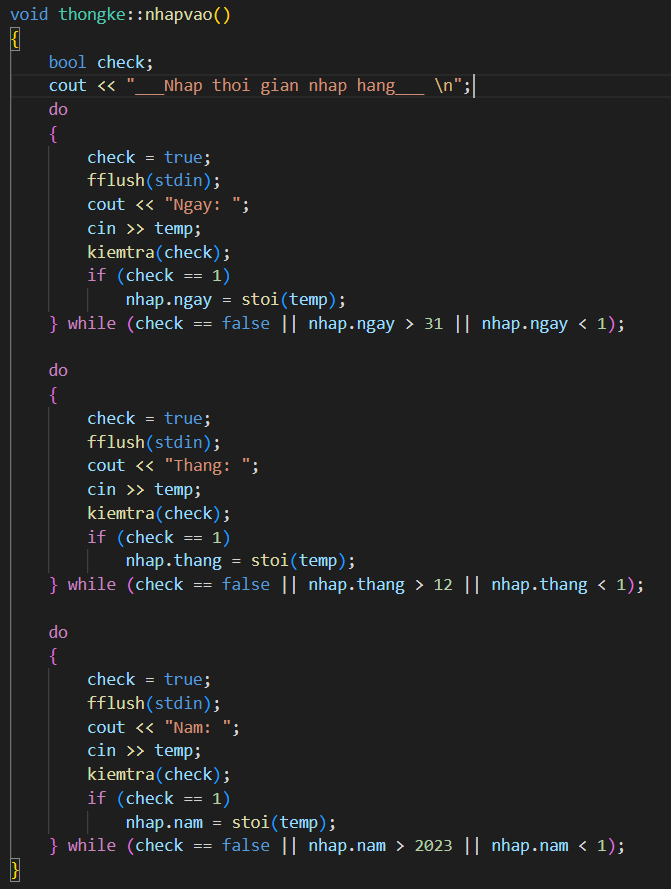 void thongke::nhapvao()
{
    bool check;
    cout << "___Nhap thoi gian nhap hang___ \n";
    do
    {
        check = true;
        fflush(stdin);
        cout << "Ngay: ";
        cin >> temp;
        kiemtra(check);
        if (check == 1)
            nhap.ngay = stoi(temp);
    } while (check == false || nhap.ngay > 31 || nhap.ngay < 1);

    do
    {
        check = true;
        fflush(stdin);
        cout << "Thang: ";
        cin >> temp;
        kiemtra(check);
        if (check == 1)
            nhap.thang = stoi(temp);
    } while (check == false || nhap.thang > 12 || nhap.thang < 1);

    do
    {
        check = true;
        fflush(stdin);
        cout << "Nam: ";
        cin >> temp;
        kiemtra(check);
        if (check == 1)
            nhap.nam = stoi(temp);
    } while (check == false || nhap.nam > 2023 || nhap.nam < 1);
}